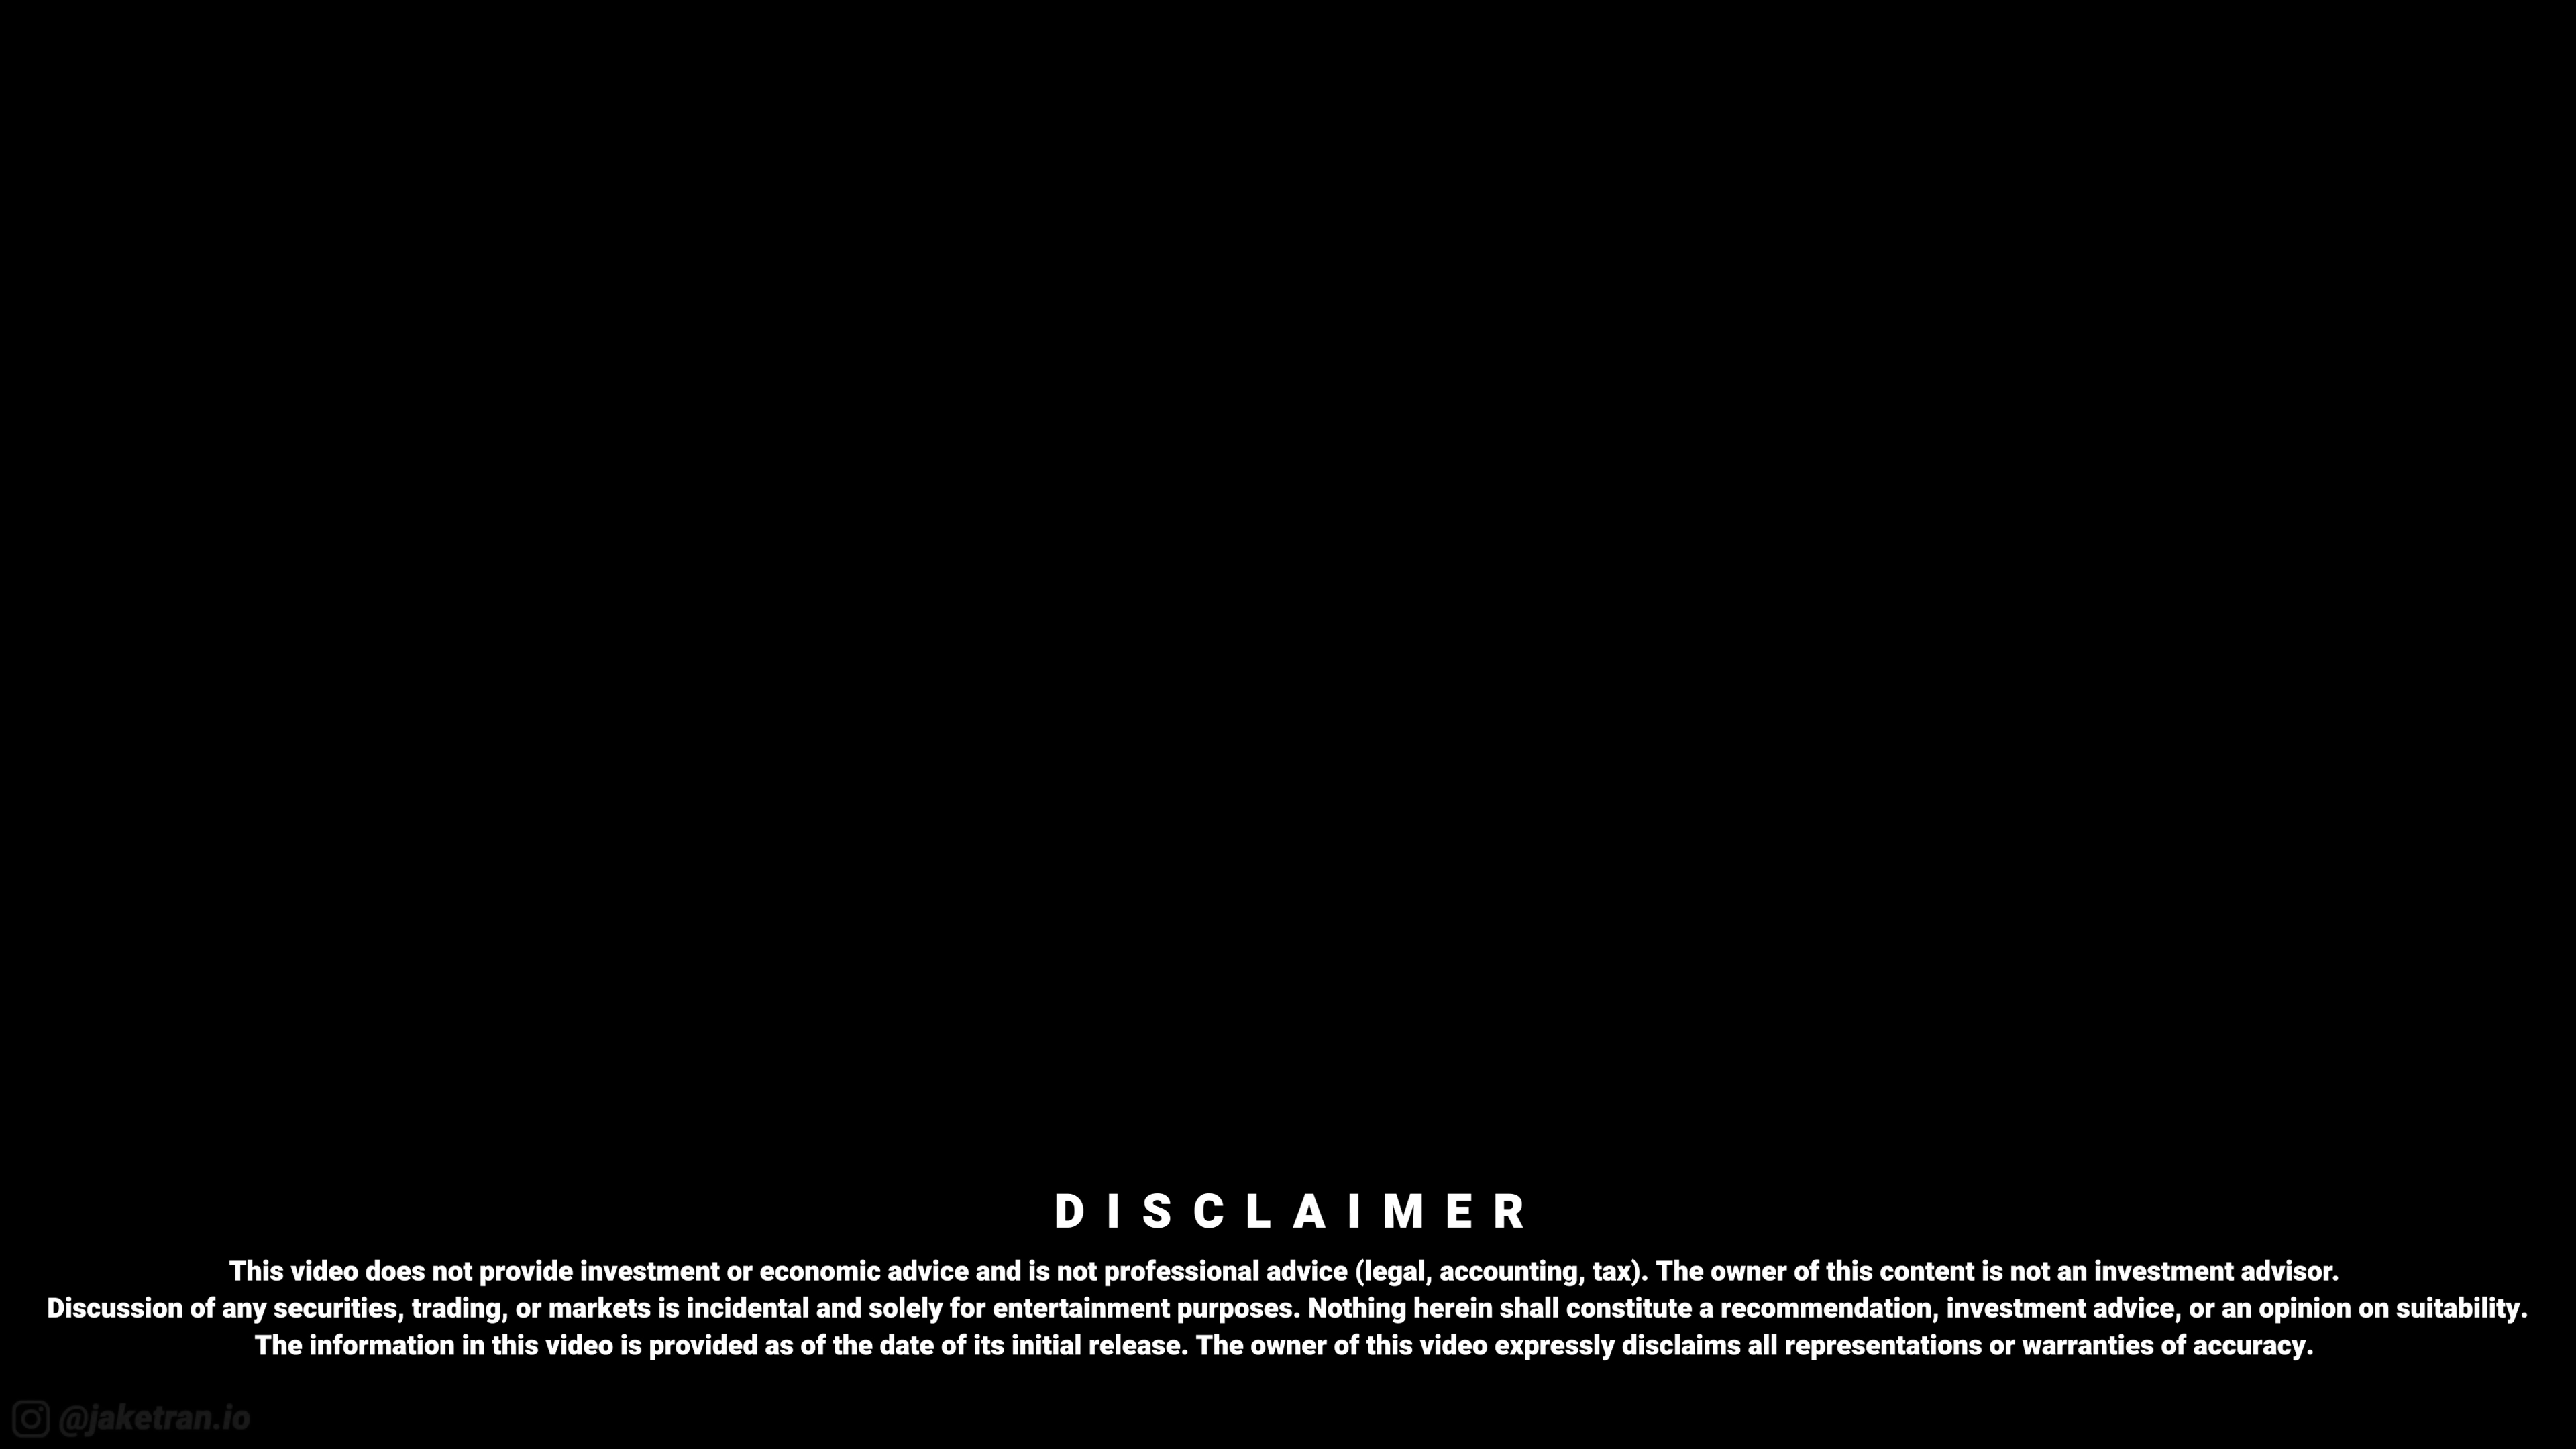 DISCLAIMER
This video does not provide investment or economic advice and is not professional advice (legal, accounting, tax). The owner of this content is not an investment advisor.
Discussion of any securities, trading, or markets is incidental and solely for entertainment purposes. Nothing herein shall constitute a recommendation, investment advice, or an opinion on suitability.
The information in this video is provided as of the date of its initial release. The owner of this video expressly disclaims all representations or warranties of accuracy.
@jaketran.io